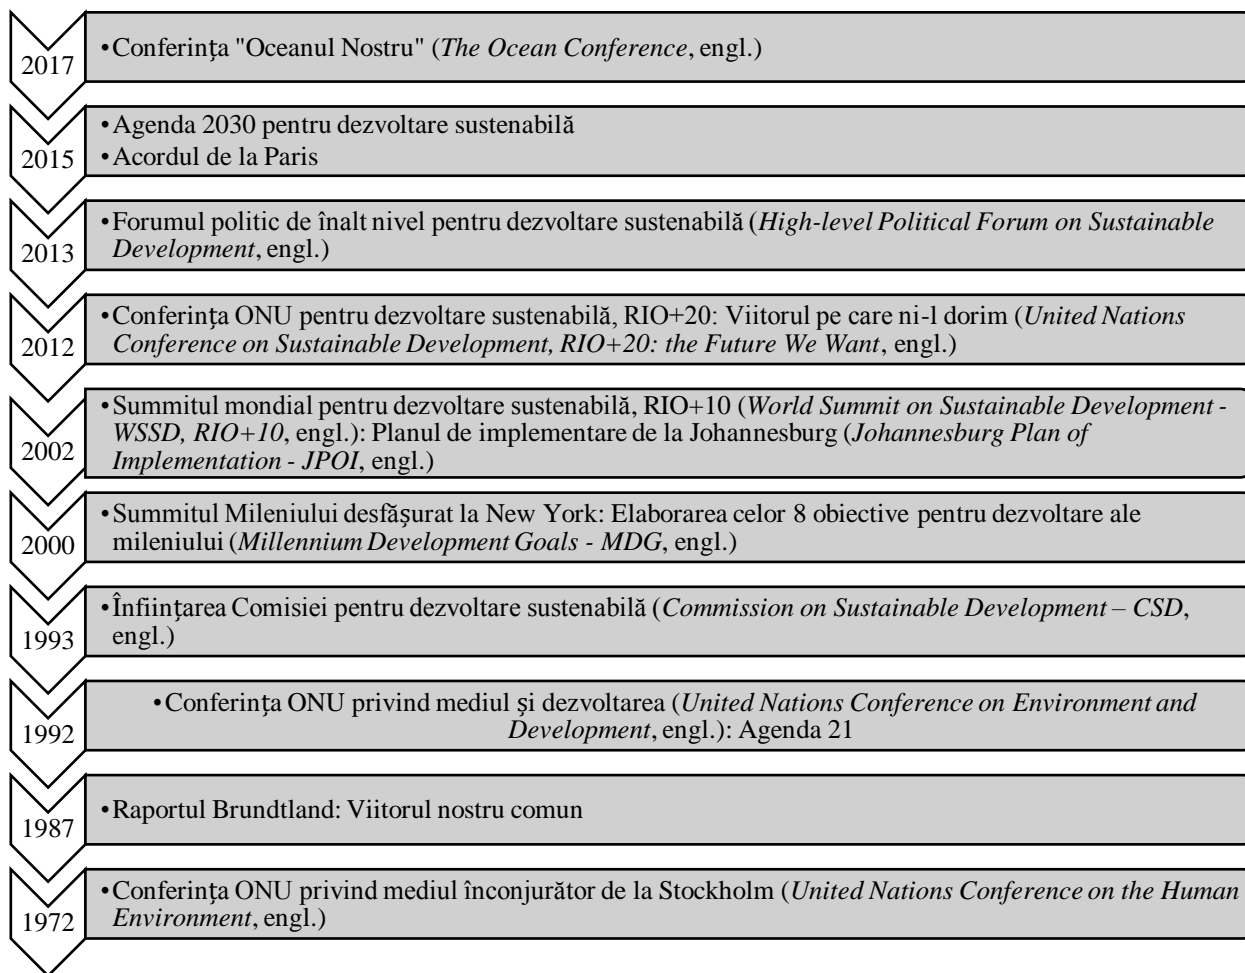 2017
•Conferința "Oceanul Nostru" (The Ocean Conference, engl.)
2015
•Agenda 2030 pentru dezvoltare sustenabilă
•Acordul de la Paris
2013
•Forumul politic de înalt nivel pentru dezvoltare sustenabilă (High-level Political Forum on Sustainable
Development, engl.)
2012
•Conferința ONU pentru dezvoltare sustenabilă, RIO+20: Viitorul pe care ni-l dorim (United Nations
Conference on Sustainable Development, RIO+20: the Future We Want, engl.)
2002
•Summitul mondial pentru dezvoltare sustenabilă, RIO+10 (World Summit on Sustainable Development -
WSSD, RIO+10, engl.): Planul de implementare de la Johannesburg (Johannesburg Plan of
Implementation - JPOI, engl.)
2000
•Summitul Mileniului desfășurat la New York: Elaborarea celor 8 obiective pentru dezvoltare ale
mileniului (Millennium Development Goals - MDG, engl.)
1993
•Înființarea Comisiei pentru dezvoltare sustenabilă (Commission on Sustainable Development – CSD,
engl.)
1992
•Conferința ONU privind mediul și dezvoltarea (United Nations Conference on Environment and
Development, engl.): Agenda 21
1987
•Raportul Brundtland: Viitorul nostru comun
1972
•Conferința ONU privind mediul înconjurător de la Stockholm (United Nations Conference on the Human
Environment, engl.)